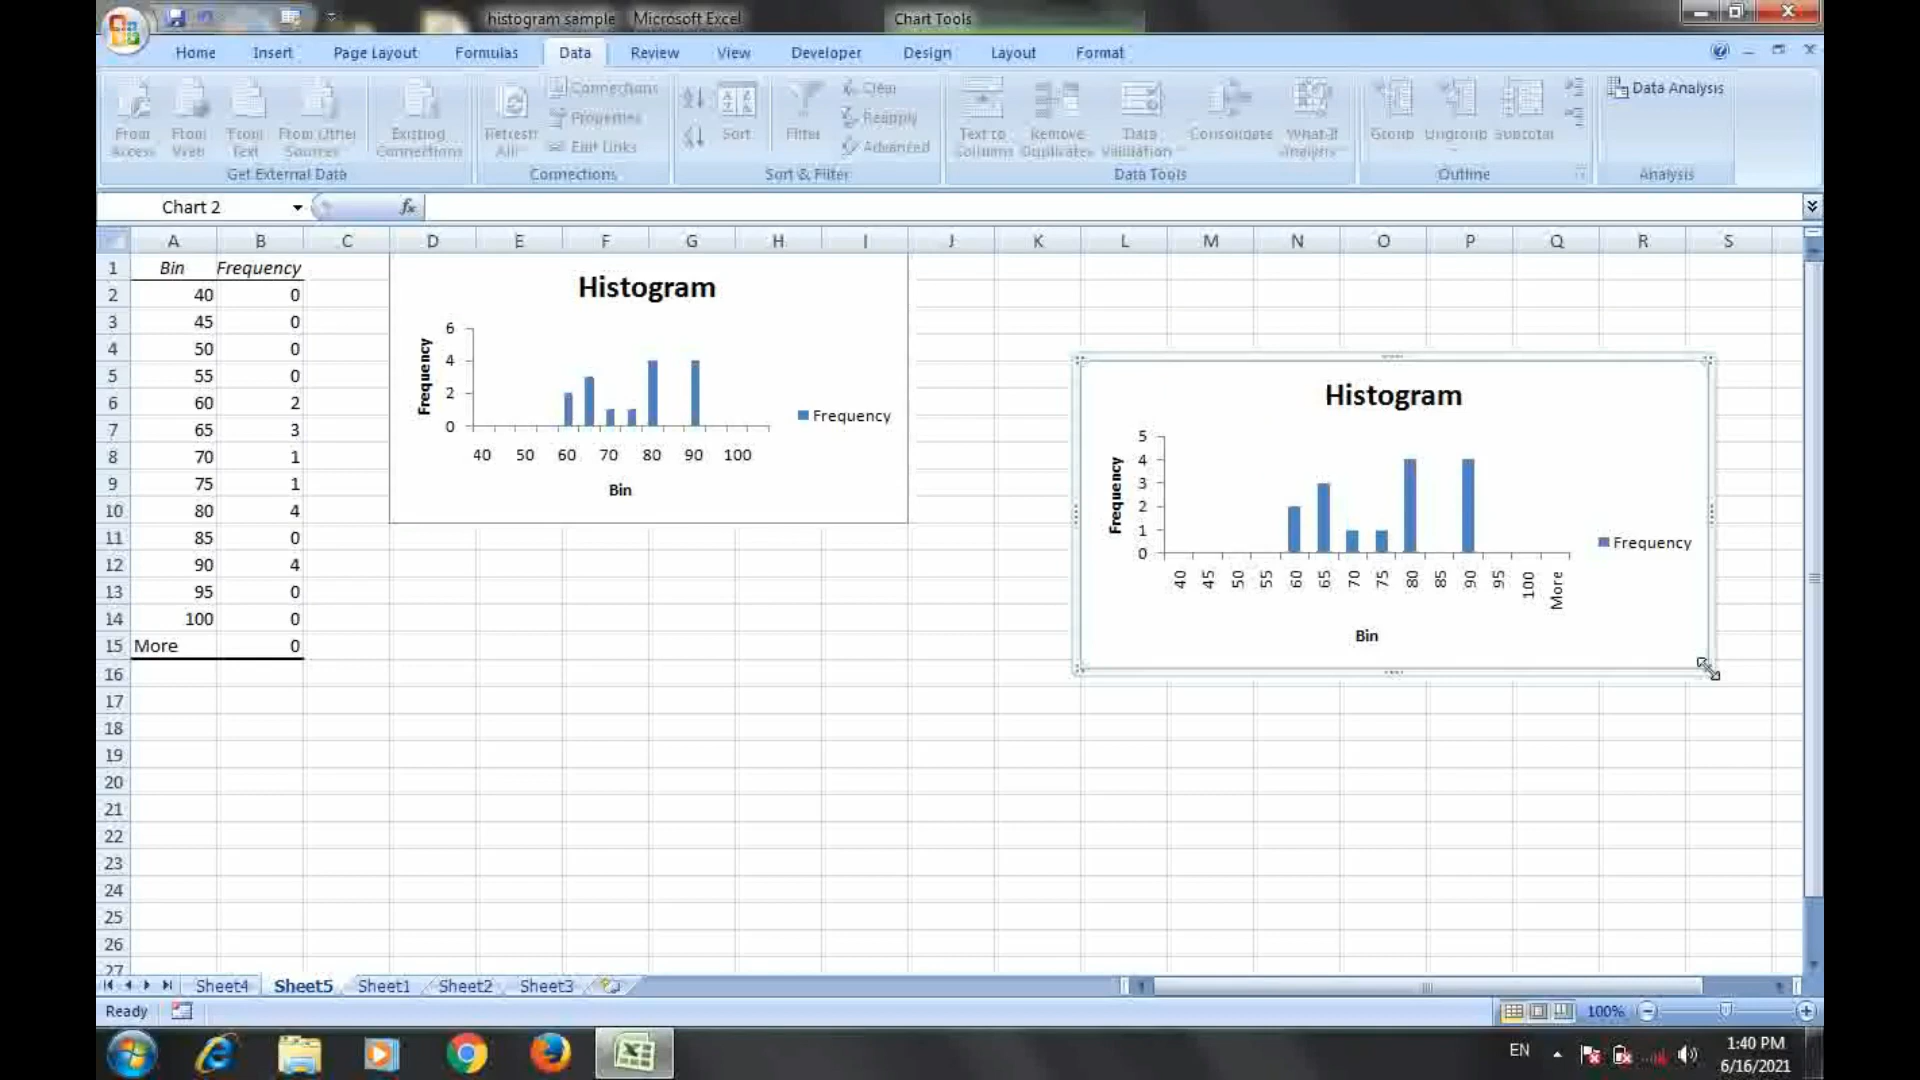 histogram sample Microsoft Excel Chart Tools
Home Insert Page Layout Formulas Data Review View Developer Design Layout Format
From Access
From Web
From Text
From Other Sources
Existing Connections
Get External Data
Refresh All
Connections
Properties
Edit Links
Connections
Sort
Filter
Clear
Reapply
Advanced
Sort & Filter
Text to Columns
Remove Duplicates
Data Validation
Consolidate
What-If Analysis
Data Tools
Group
Ungroup
Subtotal
Outline
Data Analysis
Analysis
Chart 2 fx
A B C D E F G H I J K L M N O P Q R S
1 Bin Frequency
2 40 0
3 45 0
4 50 0
5 55 0
6 60 2
7 65 3
8 70 1
9 75 1
10 80 4
11 85 0
12 90 4
13 95 0
14 100 0
15 More 0
16
17
18
19
20
21
22
23
24
25
26
27
Histogram
Frequency
6
4
2
0
40 50 60 70 80 90 100
Bin
Frequency
Histogram
Frequency
5
4
3
2
1
0
40 45 50 55 60 65 70 75 80 85 90 95 100 More
Bin
Frequency
Sheet4 Sheet5 Sheet1 Sheet2 Sheet3
Ready 100%
EN 1:40 PM
6/16/2021